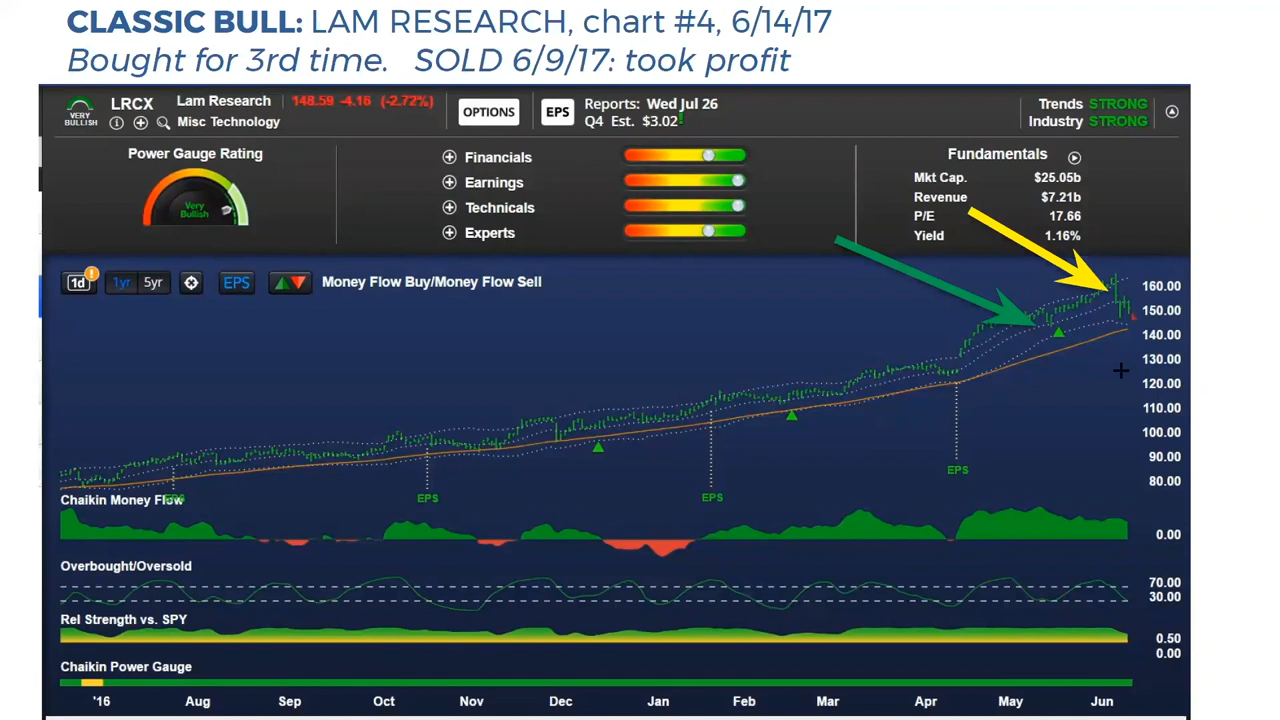 CLASSIC BULL: LAM RESEARCH, chart #4, 6/14/17
Bought for 3rd time. SOLD 6/9/17: took profit
VERY BULLISH
LRCX
Lam Research 148.59 -4.16 (-2.72%)
Misc Technology
OPTIONS
EPS
Reports: Wed Jul 26
Q4 Est. $3.02
Trends STRONG
Industry STRONG
Power Gauge Rating
Very Bullish
Financials
Earnings
Technicals
Experts
Fundamentals
Mkt Cap. $25.05b
Revenue $7.21b
P/E 17.66
Yield 1.16%
1d 1yr 5yr EPS Money Flow Buy/Money Flow Sell
160.00
150.00
140.00
130.00
120.00
110.00
100.00
90.00
80.00
EPS EPS EPS EPS
Chaikin Money Flow
0.00
Overbought/Oversold
70.00
30.00
Rel Strength vs. SPY
0.50
0.00
Chaikin Power Gauge
'16 Aug Sep Oct Nov Dec Jan Feb Mar Apr May Jun